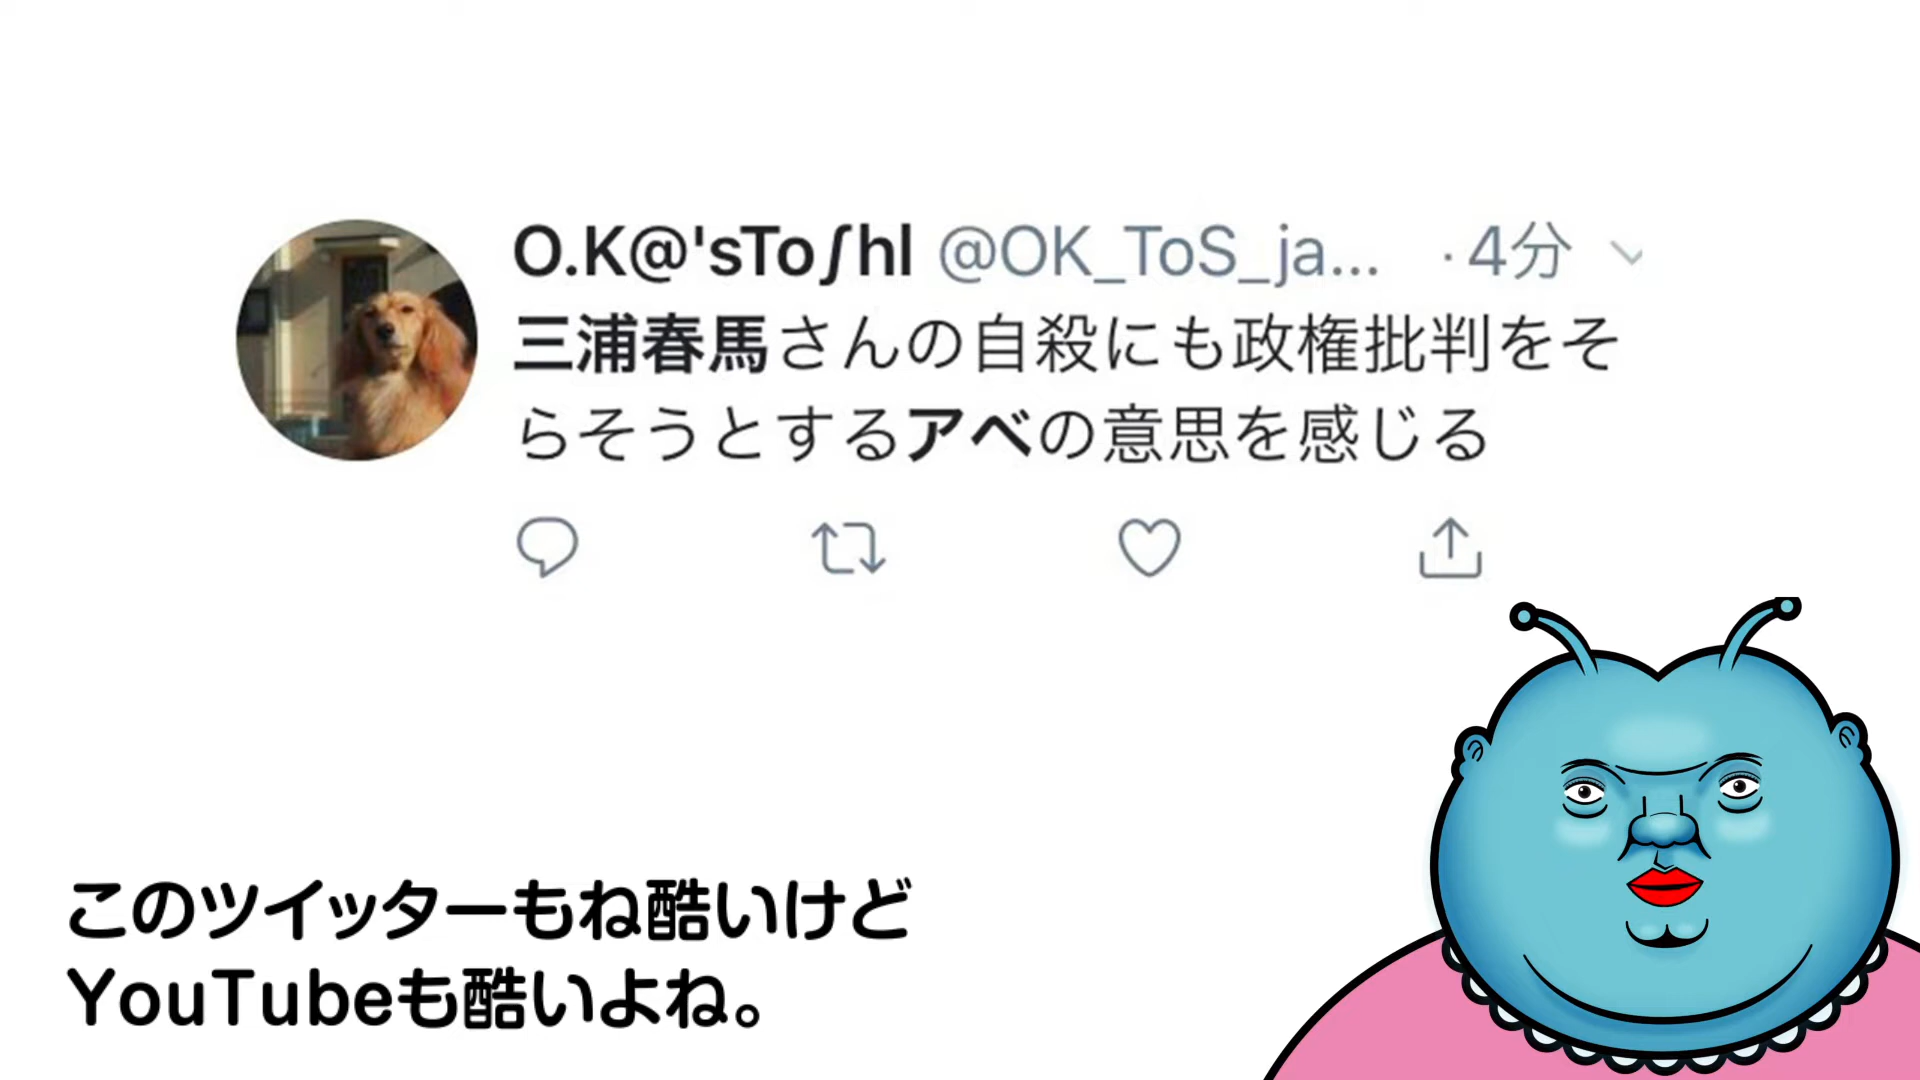 O.K@'sTo∫hl @OK_ToS_ja... · 4分
三浦春馬さんの自殺にも政権批判をそ
らそうとするアベの意思を感じる
このツイッターもね酷いけど
YouTubeも酷いよね。